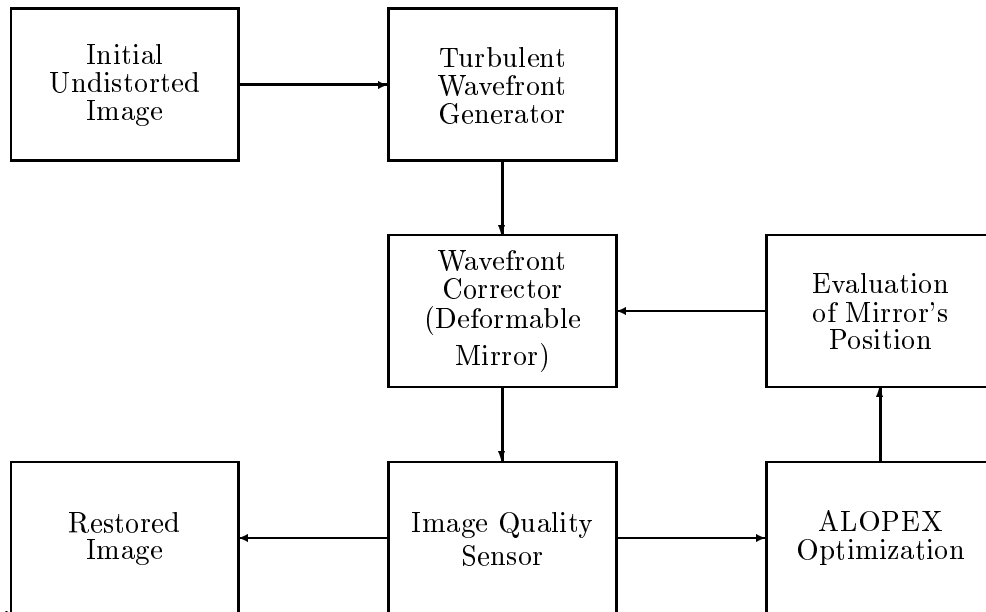 Initial
Undistorted
Image
Turbulent
Wavefront
Generator
Wavefront
Corrector
(Deformable
Mirror)
Evaluation
of Mirror's
Position
Restored
Image
Image Quality
Sensor
ALOPEX
Optimization